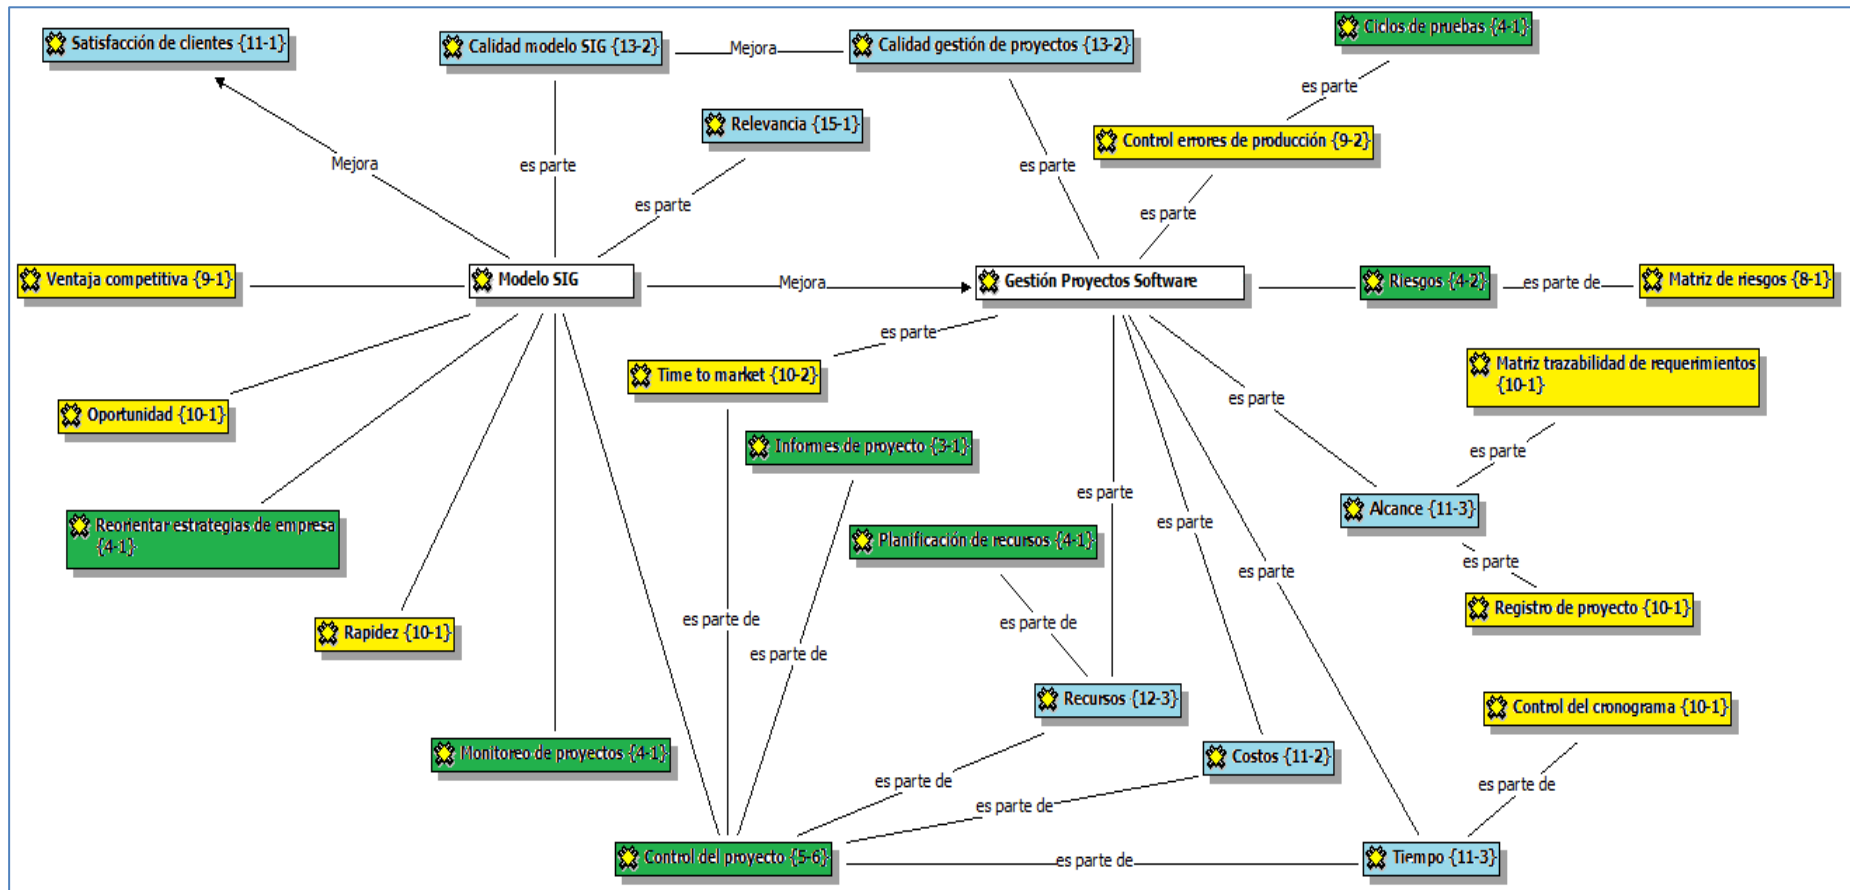 Ciclos de pruebas {4-1}
Satisfacción de clientes {11-1}
Calidad modelo SIG {13-2}
Mejora
Calidad gestión de proyectos {13-2}
es parte
Relevancia {15-1}
Control errores de producción {9-2}
Mejora
es parte
es parte
es parte
es parte
Ventaja competitiva {9-1}
Modelo SIG
Mejora
Gestión Proyectos Software
Riesgos {4-2}
es parte de
Matriz de riesgos {8-1}
es parte
Time to market {10-2}
Matriz trazabilidad de requerimientos
{10-1}
es parte
Oportunidad {10-1}
Informes de proyecto {3-1}
es parte
es parte
Alcance {11-3}
Reorientar estrategias de empresa
{4-1}
es parte
Planificación de recursos {4-1}
es parte
es parte
Registro de proyecto {10-1}
Rapidez {10-1}
es parte de
es parte de
es parte de
Recursos {12-3}
Control del cronograma {10-1}
Monitoreo de proyectos {4-1}
Costos {11-2}
es parte de
es parte de
es parte de
Control del proyecto {5-6}
es parte de
Tiempo {11-3}